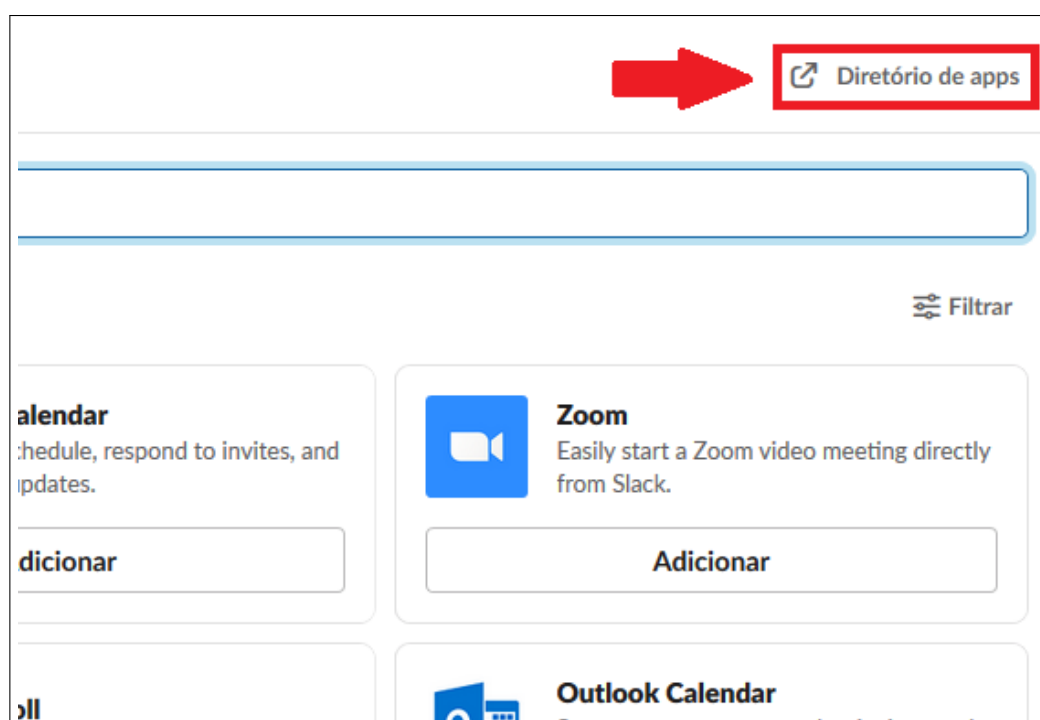 Diretório de apps
Filtrar
alendar
chedule, respond to invites, and
updates.
dicionar
Zoom
Easily start a Zoom video meeting directly
from Slack.
Adicionar
oll
Outlook Calendar